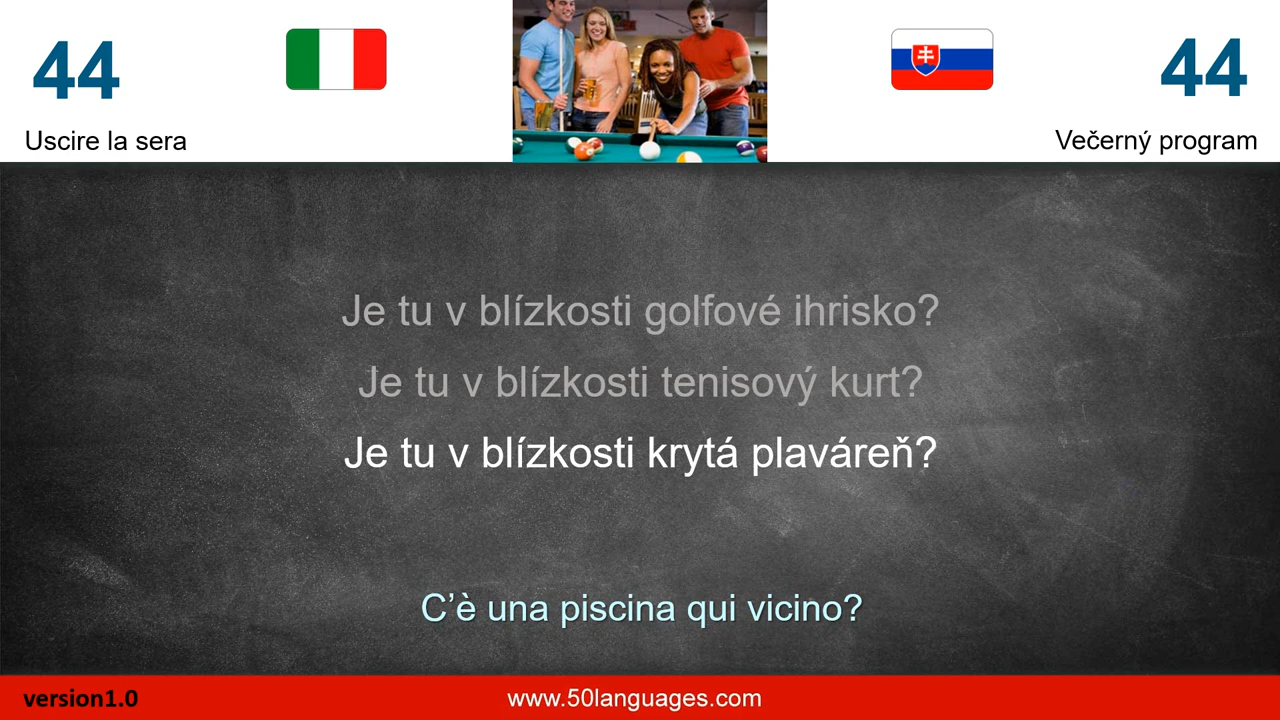 44
44
Uscire la sera
Večerný program
Je tu v blízkosti golfové ihrisko?
Je tu v blízkosti tenisový kurt?
Je tu v blízkosti krytá plaváreň?
C’è una piscina qui vicino?
version1.0
www.50languages.com